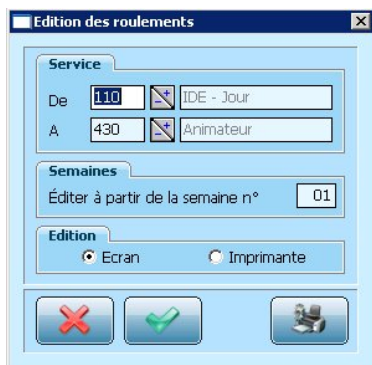 Edition des roulements
Service
De 110 IDE - Jour
A 430 Animateur
Semaines
Éditer à partir de la semaine n° 01
Edition
Ecran Imprimante